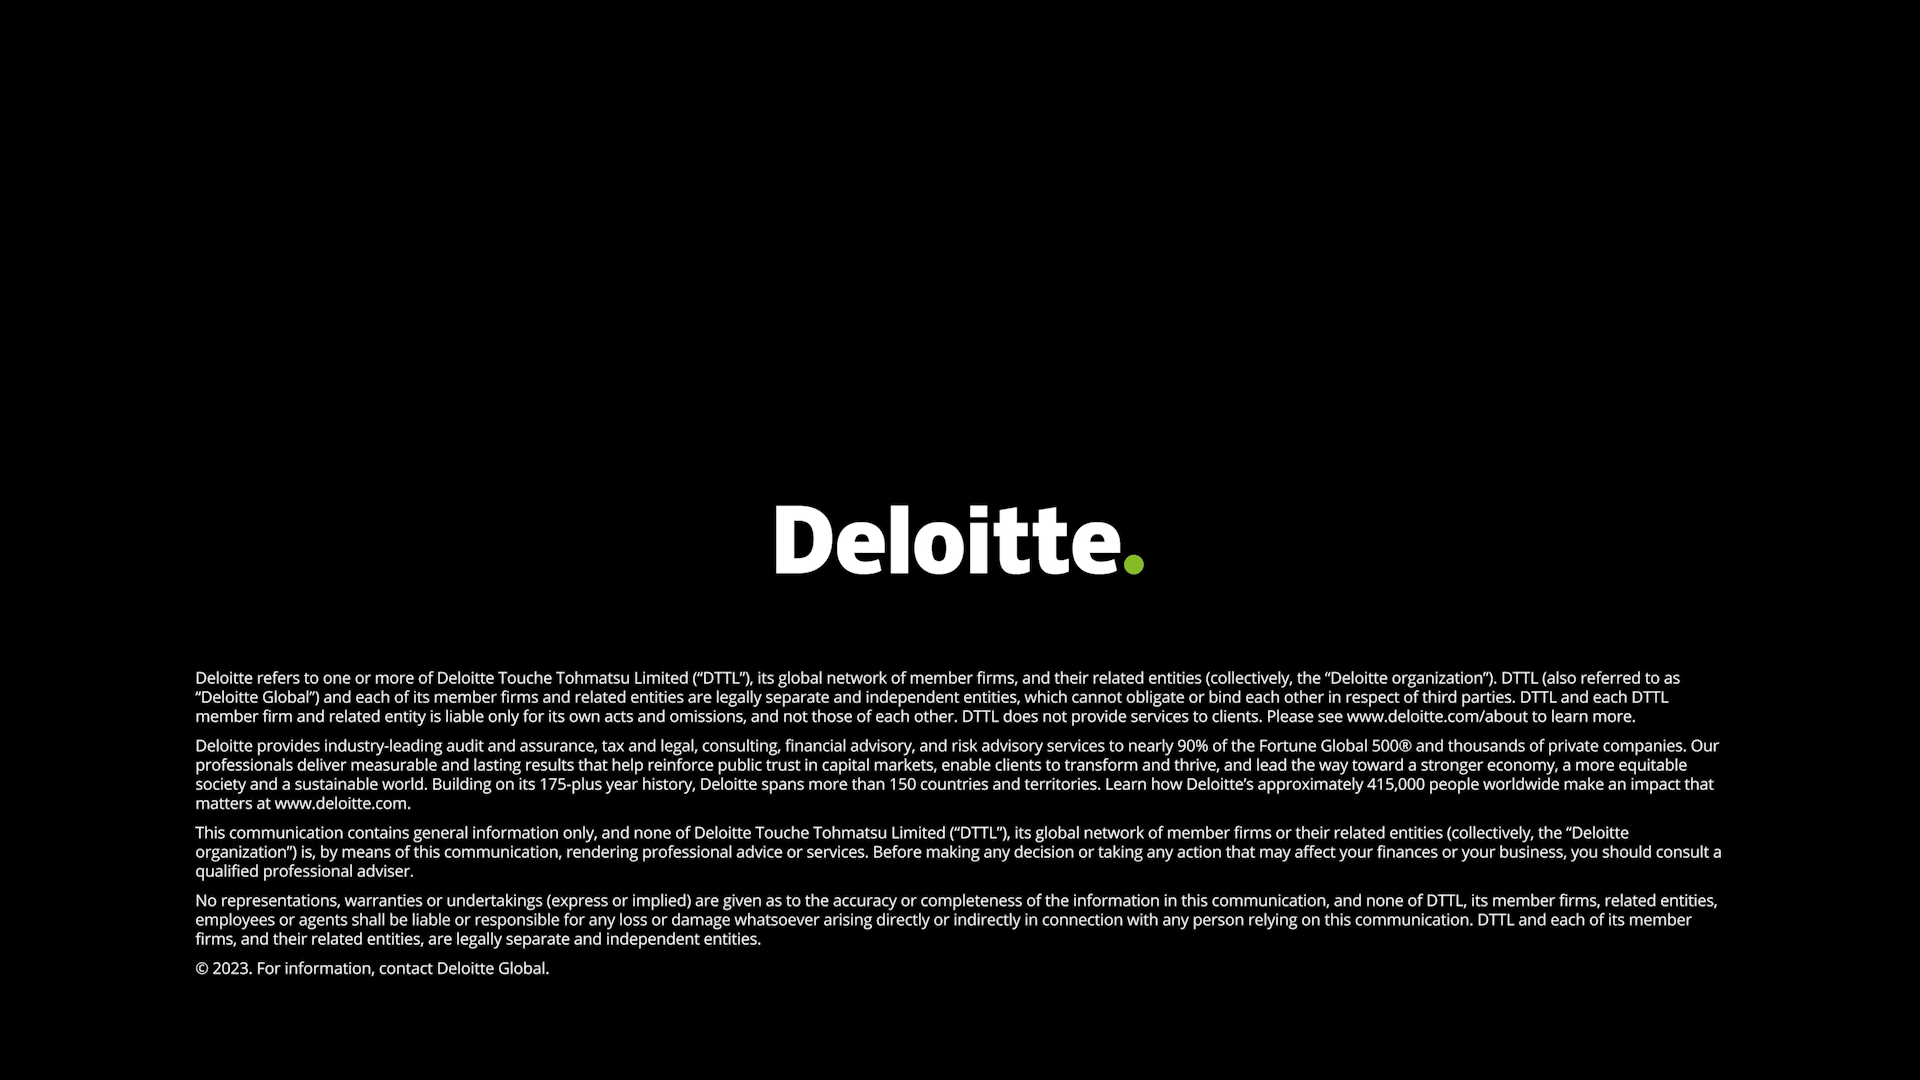 Deloitte.
Deloitte refers to one or more of Deloitte Touche Tohmatsu Limited (“DTTL”), its global network of member firms, and their related entities (collectively, the “Deloitte organization”). DTTL (also referred to as
“Deloitte Global”) and each of its member firms and related entities are legally separate and independent entities, which cannot obligate or bind each other in respect of third parties. DTTL and each DTTL
member firm and related entity is liable only for its own acts and omissions, and not those of each other. DTTL does not provide services to clients. Please see www.deloitte.com/about to learn more.
Deloitte provides industry-leading audit and assurance, tax and legal, consulting, financial advisory, and risk advisory services to nearly 90% of the Fortune Global 500® and thousands of private companies. Our
professionals deliver measurable and lasting results that help reinforce public trust in capital markets, enable clients to transform and thrive, and lead the way toward a stronger economy, a more equitable
society and a sustainable world. Building on its 175-plus year history, Deloitte spans more than 150 countries and territories. Learn how Deloitte’s approximately 415,000 people worldwide make an impact that
matters at www.deloitte.com.
This communication contains general information only, and none of Deloitte Touche Tohmatsu Limited (“DTTL”), its global network of member firms or their related entities (collectively, the “Deloitte
organization”) is, by means of this communication, rendering professional advice or services. Before making any decision or taking any action that may affect your finances or your business, you should consult a
qualified professional adviser.
No representations, warranties or undertakings (express or implied) are given as to the accuracy or completeness of the information in this communication, and none of DTTL, its member firms, related entities,
employees or agents shall be liable or responsible for any loss or damage whatsoever arising directly or indirectly in connection with any person relying on this communication. DTTL and each of its member
firms, and their related entities, are legally separate and independent entities.
© 2023. For information, contact Deloitte Global.